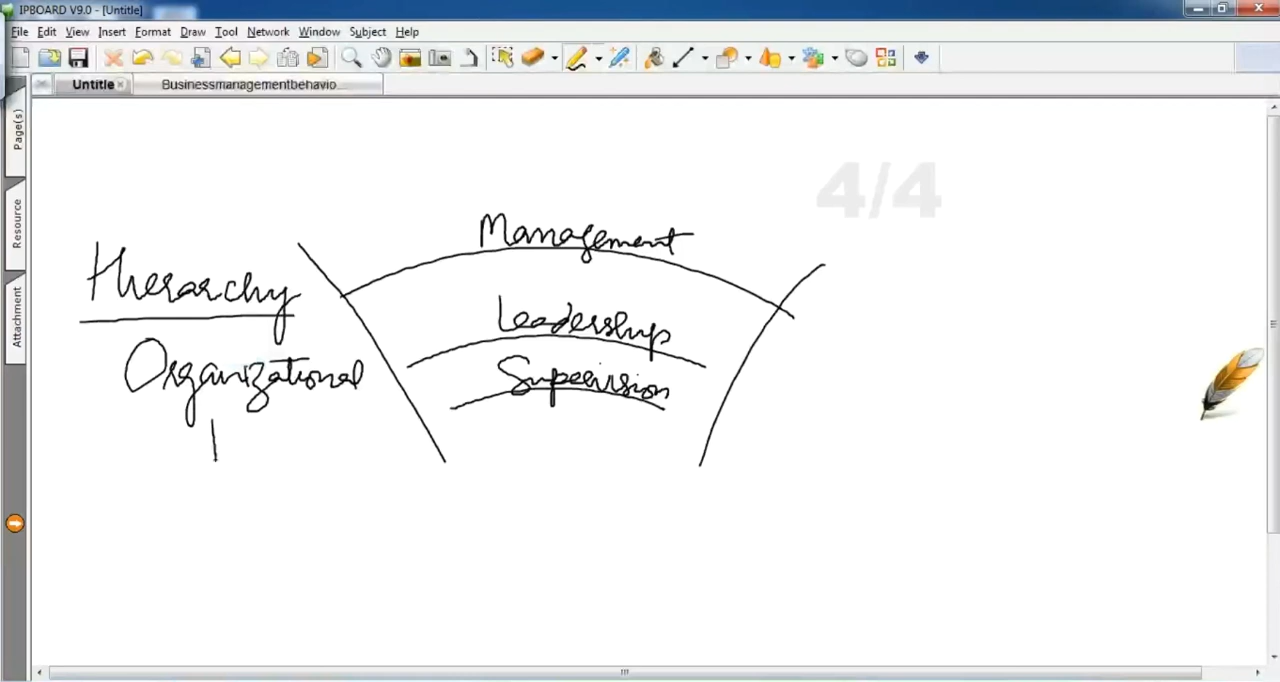 IPBOARD V9.0 - [Untitle]
File Edit View Insert Format Draw Tool Network Window Subject Help
Untitle Businessmanagementbehavio...
Page(s)
Resource
Attachment
4/4
Management
Hierarchy
Leadership
Organizational
Supervision